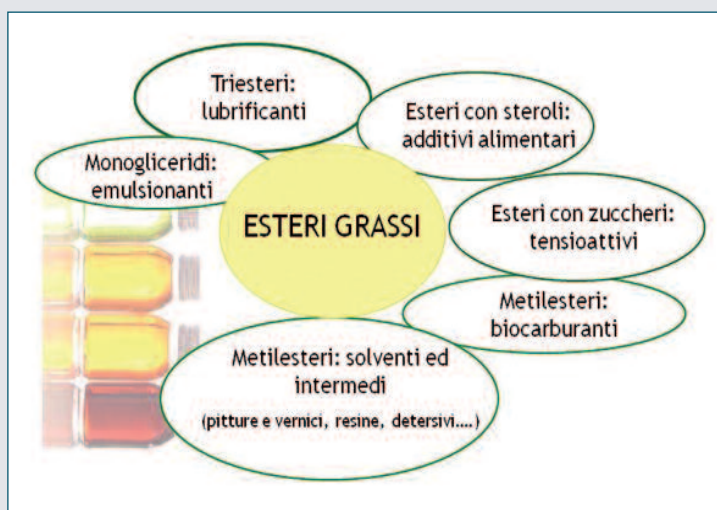 Triesteri:
lubrificanti
Esteri con steroli:
additivi alimentari
Monogliceridi:
emulsionanti
ESTERI GRASSI
Esteri con zuccheri:
tensioattivi
Metilesteri:
biocarburanti
Metilesteri: solventi ed
intermedi
(pitture e vernici, resine, detersivi....)